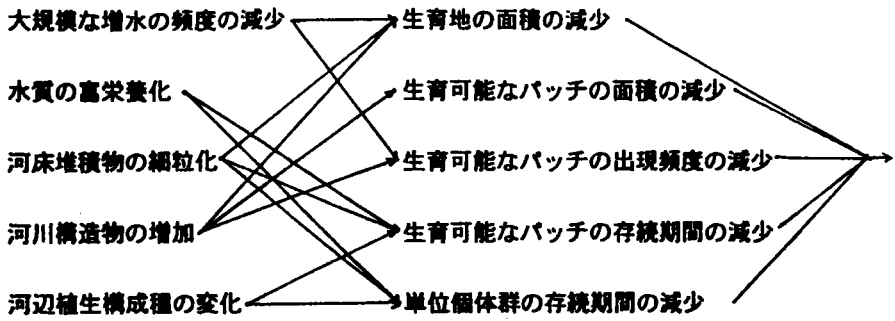 大規模な増水の頻度の減少
水質の富栄養化
河床堆積物の細粒化
河川構造物の増加
河辺植生構成種の変化
生育地の面積の減少
生育可能なパッチの面積の減少
生育可能なパッチの出現頻度の減少
生育可能なパッチの存続期間の減少
単位個体群の存続期間の減少